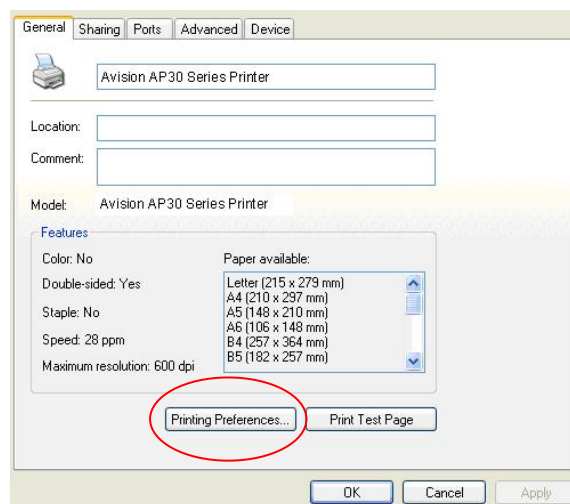 General Sharing Ports Advanced Device
Avision AP30 Series Printer
Location:
Comment:
Model: Avision AP30 Series Printer
Features
Color: No Paper available:
Double-sided: Yes Letter (215 x 279 mm)
A4 (210 x 297 mm)
Staple: No A5 (148 x 210 mm)
A6 (106 x 148 mm)
Speed: 28 ppm B4 (257 x 364 mm)
Maximum resolution: 600 dpi B5 (182 x 257 mm)
Printing Preferences... Print Test Page
OK Cancel Apply